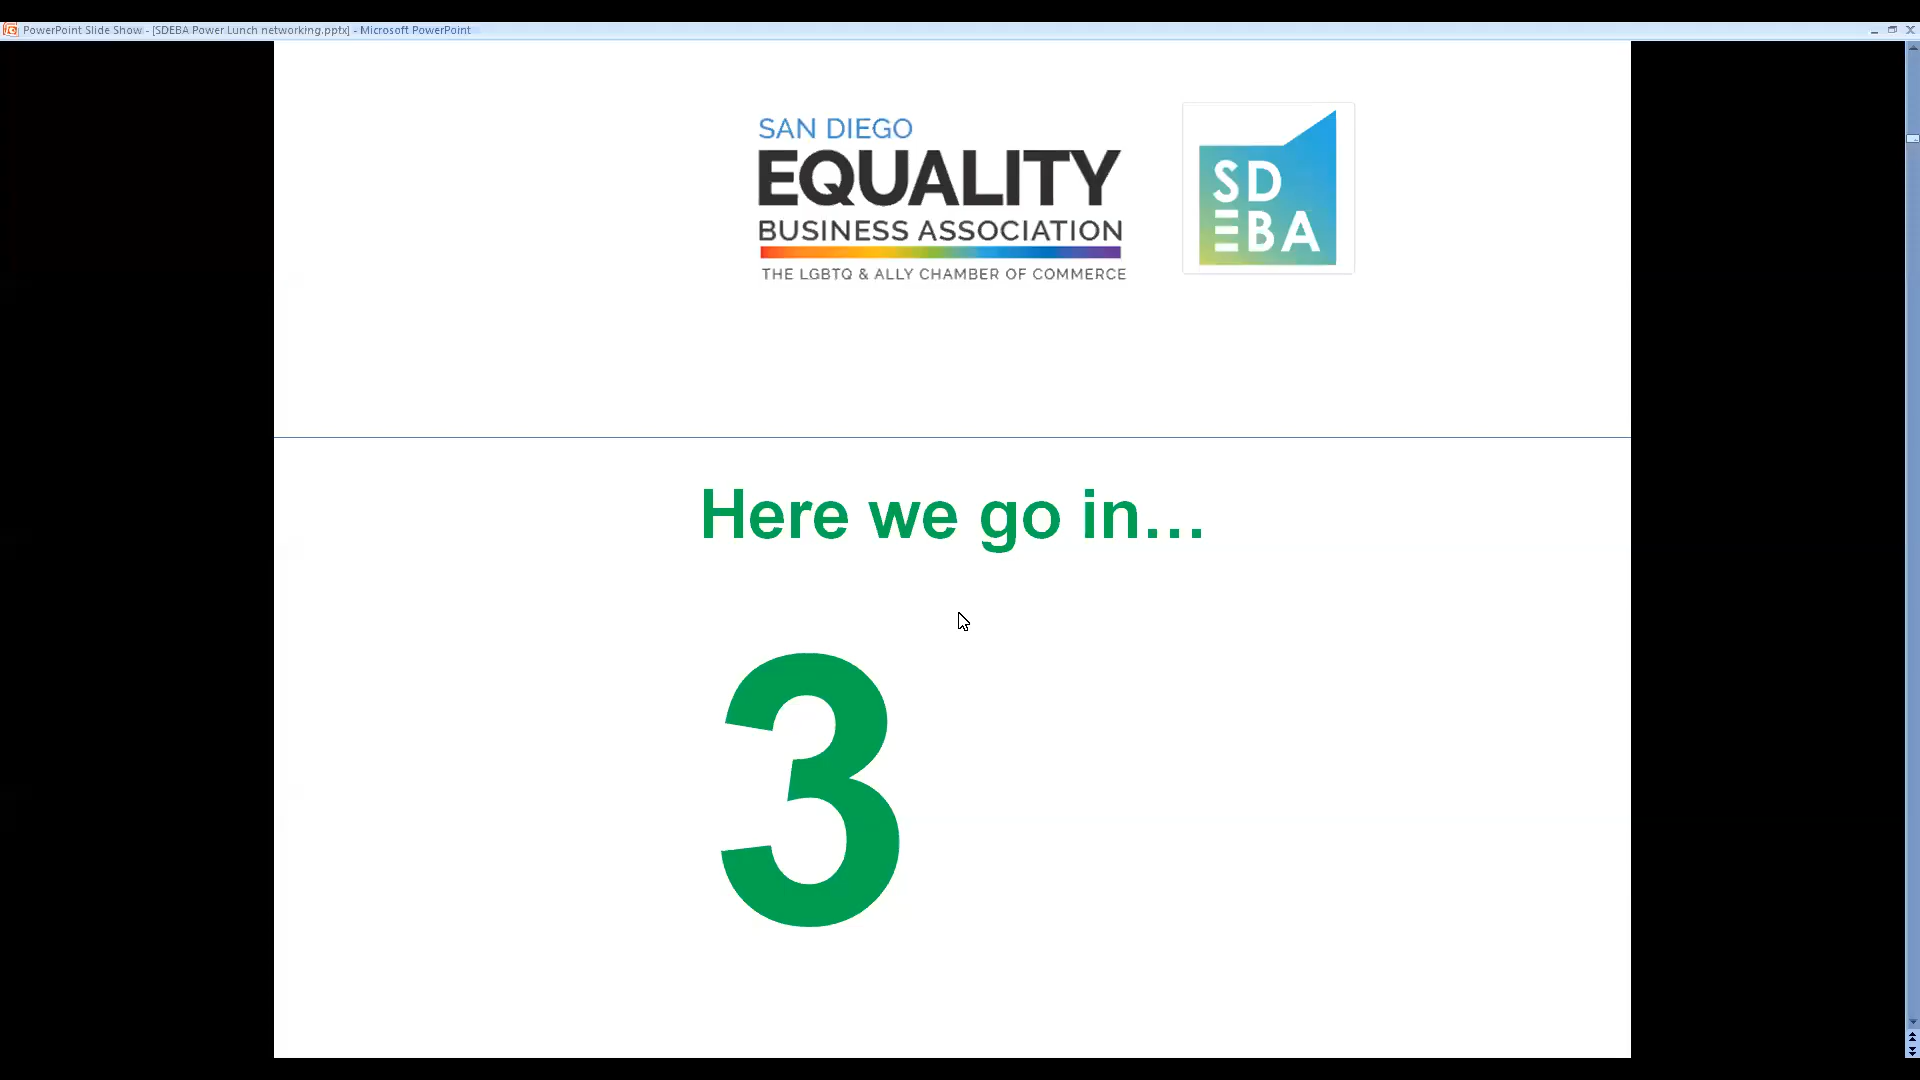 PowerPoint Slide Show - [SDEBA Power Lunch networking.pptx] - Microsoft PowerPoint
SAN DIEGO
EQUALITY
BUSINESS ASSOCIATION
THE LGBTQ & ALLY CHAMBER OF COMMERCE
SD
EBA
Here we go in...
3